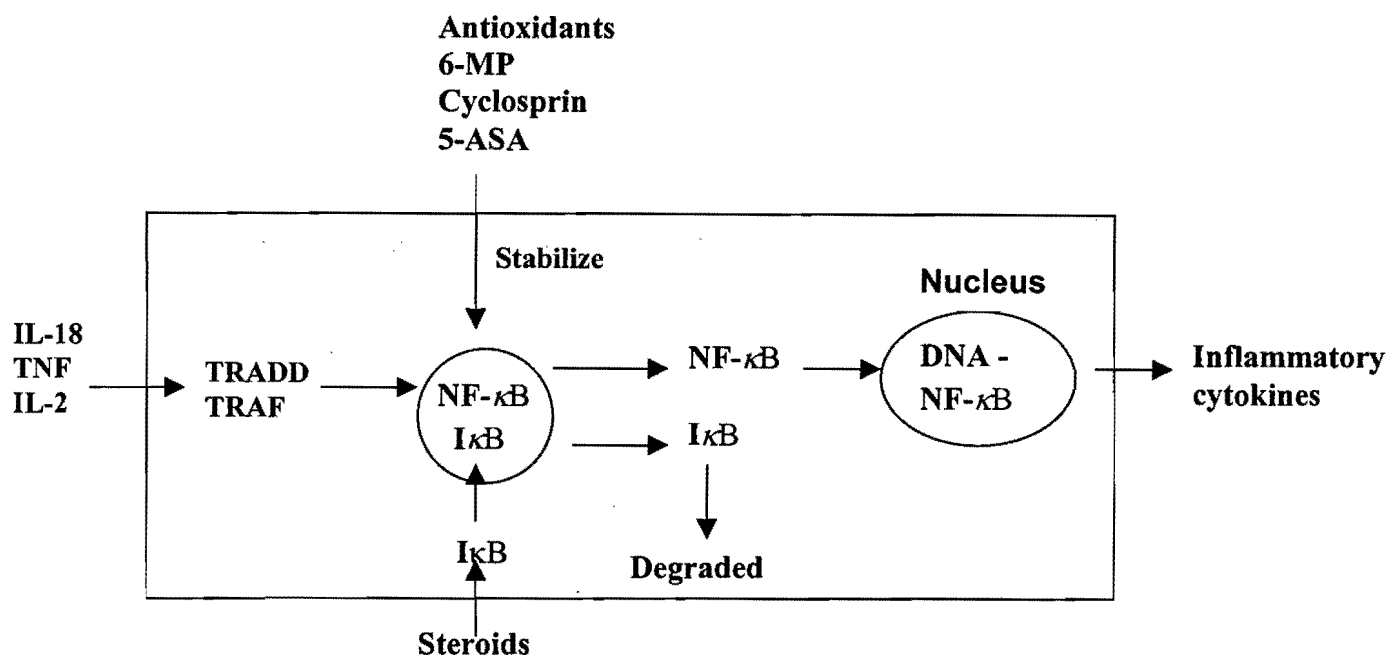 Antioxidants
6-MP
Cyclosprin
5-ASA
Stabilize
Nucleus
IL-18
TNF
IL-2
TRADD
TRAF
NF-κB
IκB
NF-κB
IκB
DNA -
NF-κB
Inflammatory
cytokines
IκB
Degraded
Steroids